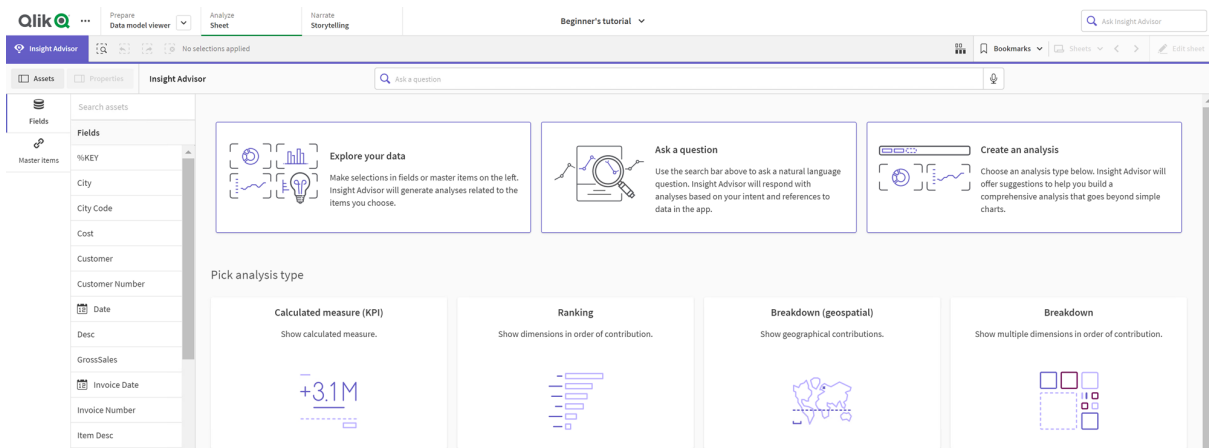 Qlik
Prepare
Data model viewer
Analyze
Sheet
Narrate
Storytelling
Beginner's tutorial
Ask Insight Advisor
Insight Advisor
No selections applied
Bookmarks
Sheets
Edit sheet
Assets
Properties
Insight Advisor
Ask a question
Fields
Master items
Search assets
Fields
%KEY
City
City Code
Cost
Customer
Customer Number
Date
Desc
GrossSales
Invoice Date
Invoice Number
Item Desc
Explore your data
Make selections in fields or master items on the left.
Insight Advisor will generate analyses related to the
items you choose.
Ask a question
Use the search bar above to ask a natural language
question. Insight Advisor will respond with
analyses based on your intent and references to
data in the app.
Create an analysis
Choose an analysis type below. Insight Advisor will
offer suggestions to help you build a
comprehensive analysis that goes beyond simple
charts.
Pick analysis type
Calculated measure (KPI)
Show calculated measure.
+3.1M
Ranking
Show dimensions in order of contribution.
Breakdown (geospatial)
Show geographical contributions.
Breakdown
Show multiple dimensions in order of contribution.